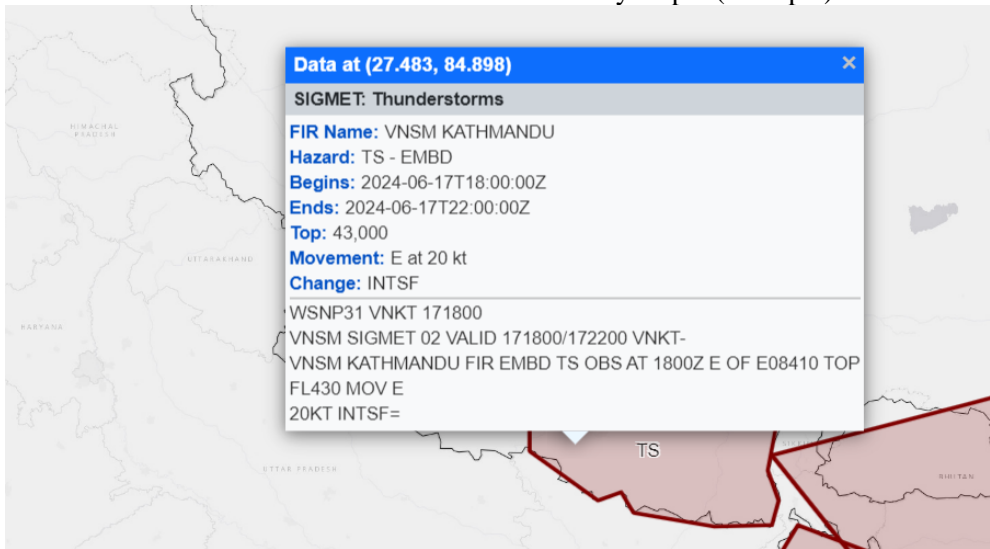 Data at (27.483, 84.898)
×
SIGMET: Thunderstorms
FIR Name: VNSM KATHMANDU
Hazard: TS - EMBD
Begins: 2024-06-17T18:00:00Z
Ends: 2024-06-17T22:00:00Z
Top: 43,000
Movement: E at 20 kt
Change: INTSF
WSNP31 VNKT 171800
VNSM SIGMET 02 VALID 171800/172200 VNKT-
VNSM KATHMANDU FIR EMBD TS OBS AT 1800Z E OF E08410 TOP
FL430 MOV E
20KT INTSF=
HIMACHAL
PRADESH
UTTARAKHAND
HARYANA
UTTAR PRADESH
TS
BHUTAN